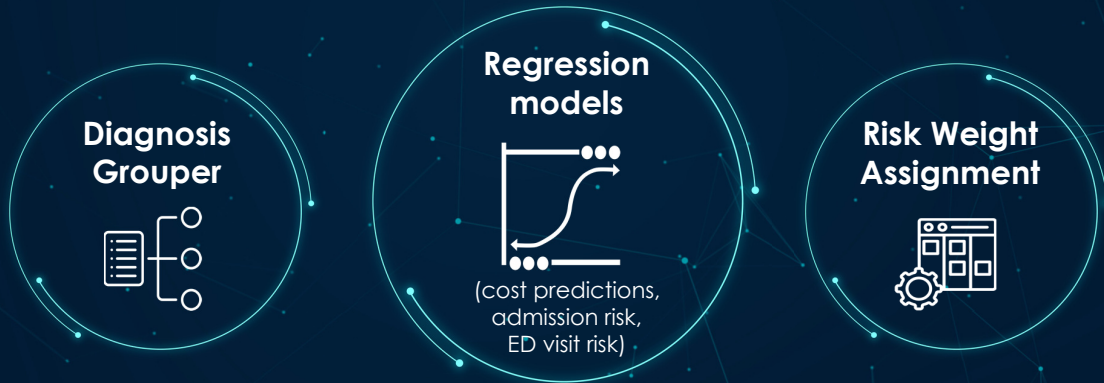 Diagnosis
Grouper
Regression
models
(cost predictions,
admission risk,
ED visit risk)
Risk Weight
Assignment